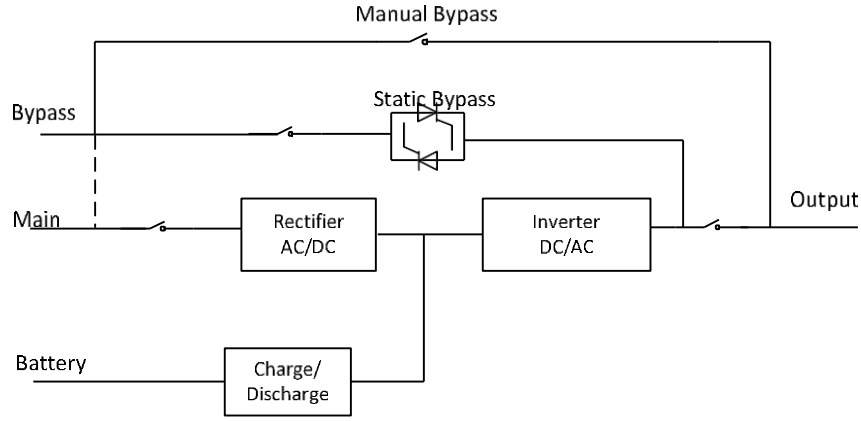 Manual Bypass
Static Bypass
Bypass
Main
Rectifier
AC/DC
Inverter
DC/AC
Output
Battery
Charge/
Discharge